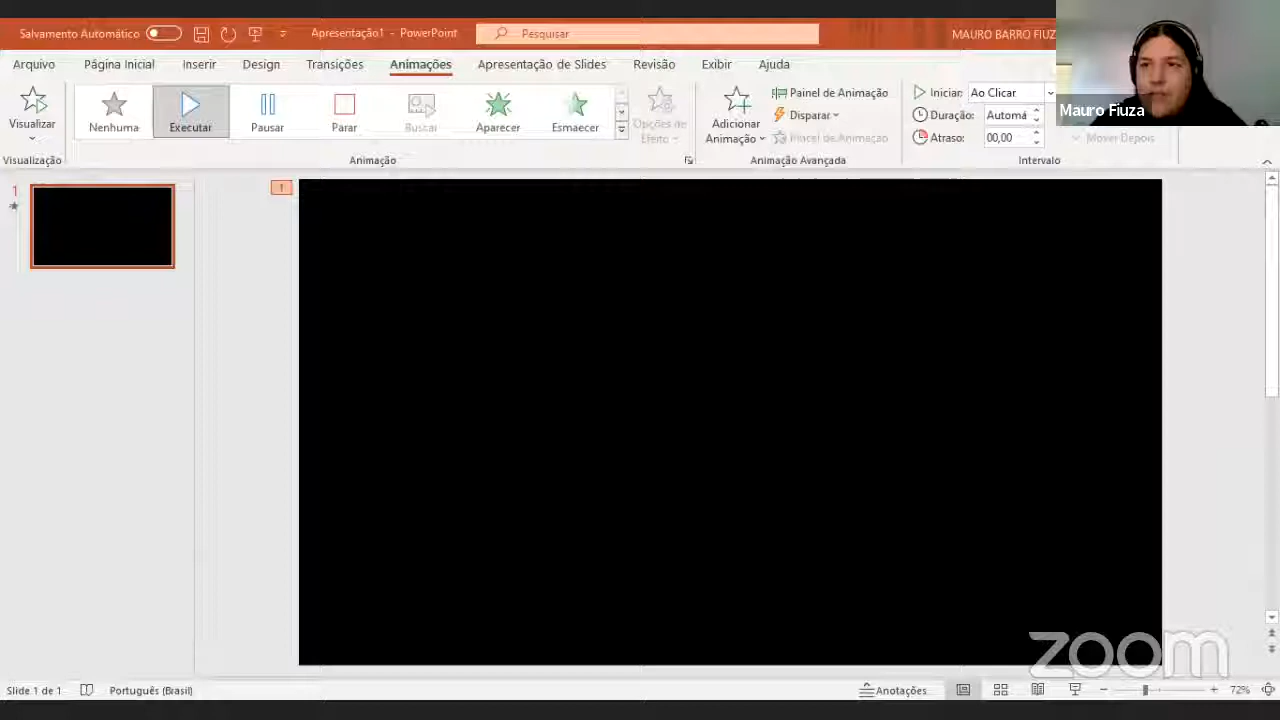 Salvamento Automático
Apresentação1 - PowerPoint
Pesquisar
MAURO BARRO FIUZ
Arquivo
Página Inicial
Inserir
Design
Transições
Animações
Apresentação de Slides
Revisão
Exibir
Ajuda
Mauro Fiuza
Visualizar
Nenhuma
Executar
Pausar
Parar
Buscar
Aparecer
Esmaecer
Opções de
Efeito
Adicionar
Animação
Painel de Animação
Disparar
Pincel de Animação
Iniciar: Ao Clicar
Duração: Automá
Atraso: 00,00
Mover Depois
Visualização
Animação
Animação Avançada
Intervalo
1
1
zoom
Slide 1 de 1
Português (Brasil)
Anotações
72%